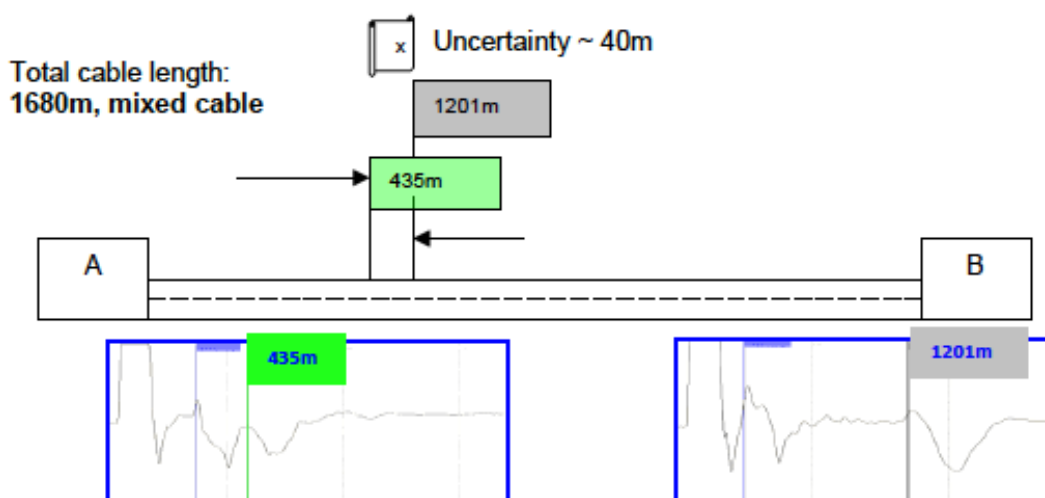 x
Uncertainty ~ 40m
Total cable length:
1680m, mixed cable
1201m
435m
A
B
435m
1201m